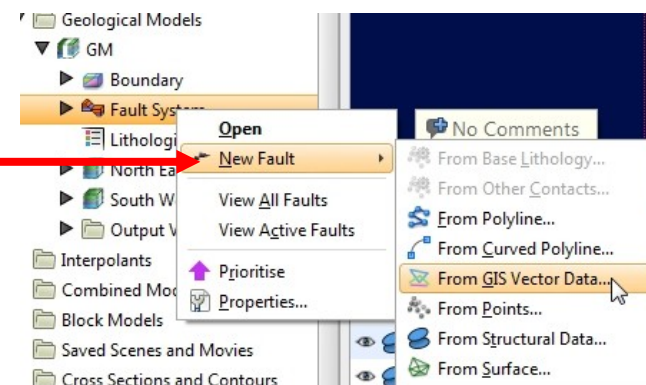 Geological Models
GM
Boundary
Fault System
Lithologi
North Ea
South W
Output V
Interpolants
Combined Mod
Block Models
Saved Scenes and Movies
Cross Sections and Contours
Open
New Fault
View All Faults
View Active Faults
Prioritise
Properties...
No Comments
From Base Lithology...
From Other Contacts...
From Polyline...
From Curved Polyline...
From GIS Vector Data...
From Points...
From Structural Data...
From Surface...